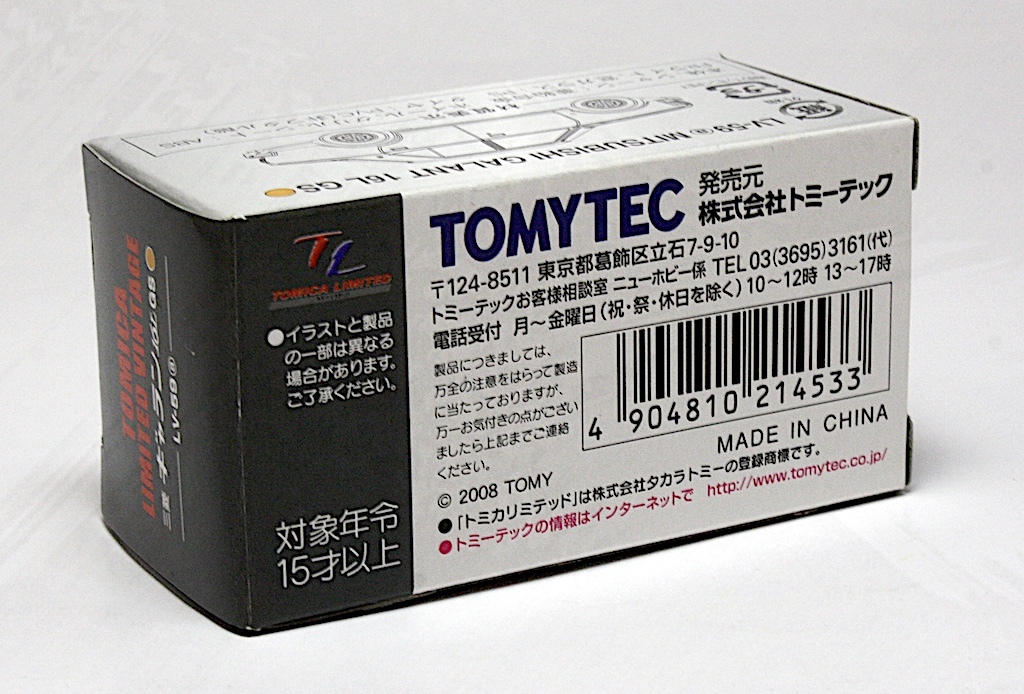 LV-59ⓐ MITSUBISHI GALANT 16L GS
TOMICA
LIMITED VINTAGE
LV59ⓐ
TL
TOMICA LIMITED
●イラストと製品
の一部は異なる
場合があります。
ご了承ください。
対象年令
15才以上
TOMYTEC
発売元
株式会社トミーテック
〒124-8511 東京都葛飾区立石7-9-10
トミーテックお客様相談室 ニューホビー係 TEL 03(3695)3161(代)
電話受付 月～金曜日(祝・祭・休日を除く) 10～12時 13～17時
製品につきましては、
万全の注意をはらって製造
に当たっておりますが、
万一お気付きの点がござい
ましたら上記までご連絡
ください。
4 904810 214533
MADE IN CHINA
© 2008 TOMY
●「トミカリミテッド」は株式会社タカラトミーの登録商標です。
●トミーテックの情報はインターネットで http://www.tomytec.co.jp/